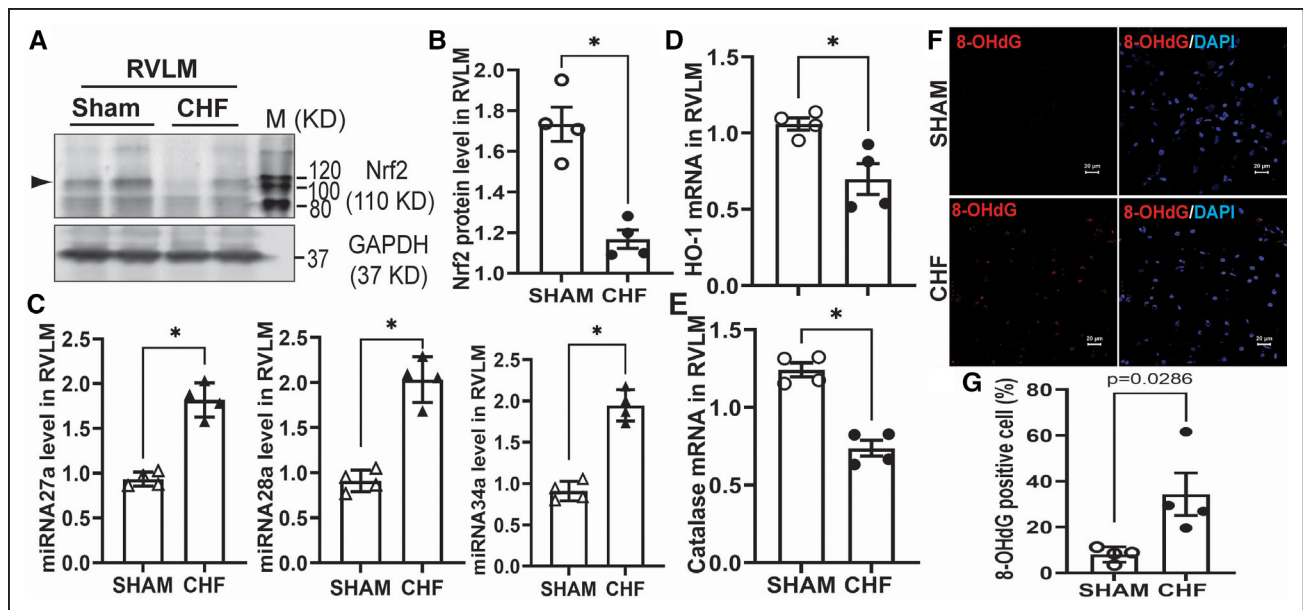 A
RVLM
Sham CHF M (KD)
120
100
80
Nrf2
(110 KD)
37
GAPDH
(37 KD)
B
*
Nrf2 protein level in RVLM
2.0
1.8
1.6
1.4
1.2
1.0
SHAM CHF
C
*
miRNA27a level in RVLM
2.5
2.0
1.5
1.0
0.5
0.0
SHAM CHF
*
miRNA28a level in RVLM
2.5
2.0
1.5
1.0
0.5
0.0
SHAM CHF
*
miRNA34a level in RVLM
2.5
2.0
1.5
1.0
0.5
0.0
SHAM CHF
D
*
HO-1 mRNA in RVLM
1.5
1.0
0.5
0.0
E
*
Catalase mRNA in RVLM
1.5
1.0
0.5
0.0
SHAM CHF
F
SHAM
8-OHdG
20 µm
8-OHdG/DAPI
20 µm
CHF
8-OHdG
20 µm
8-OHdG/DAPI
20 µm
G
p=0.0286
8-OHdG positive cell (%)
80
60
40
20
0
SHAM CHF